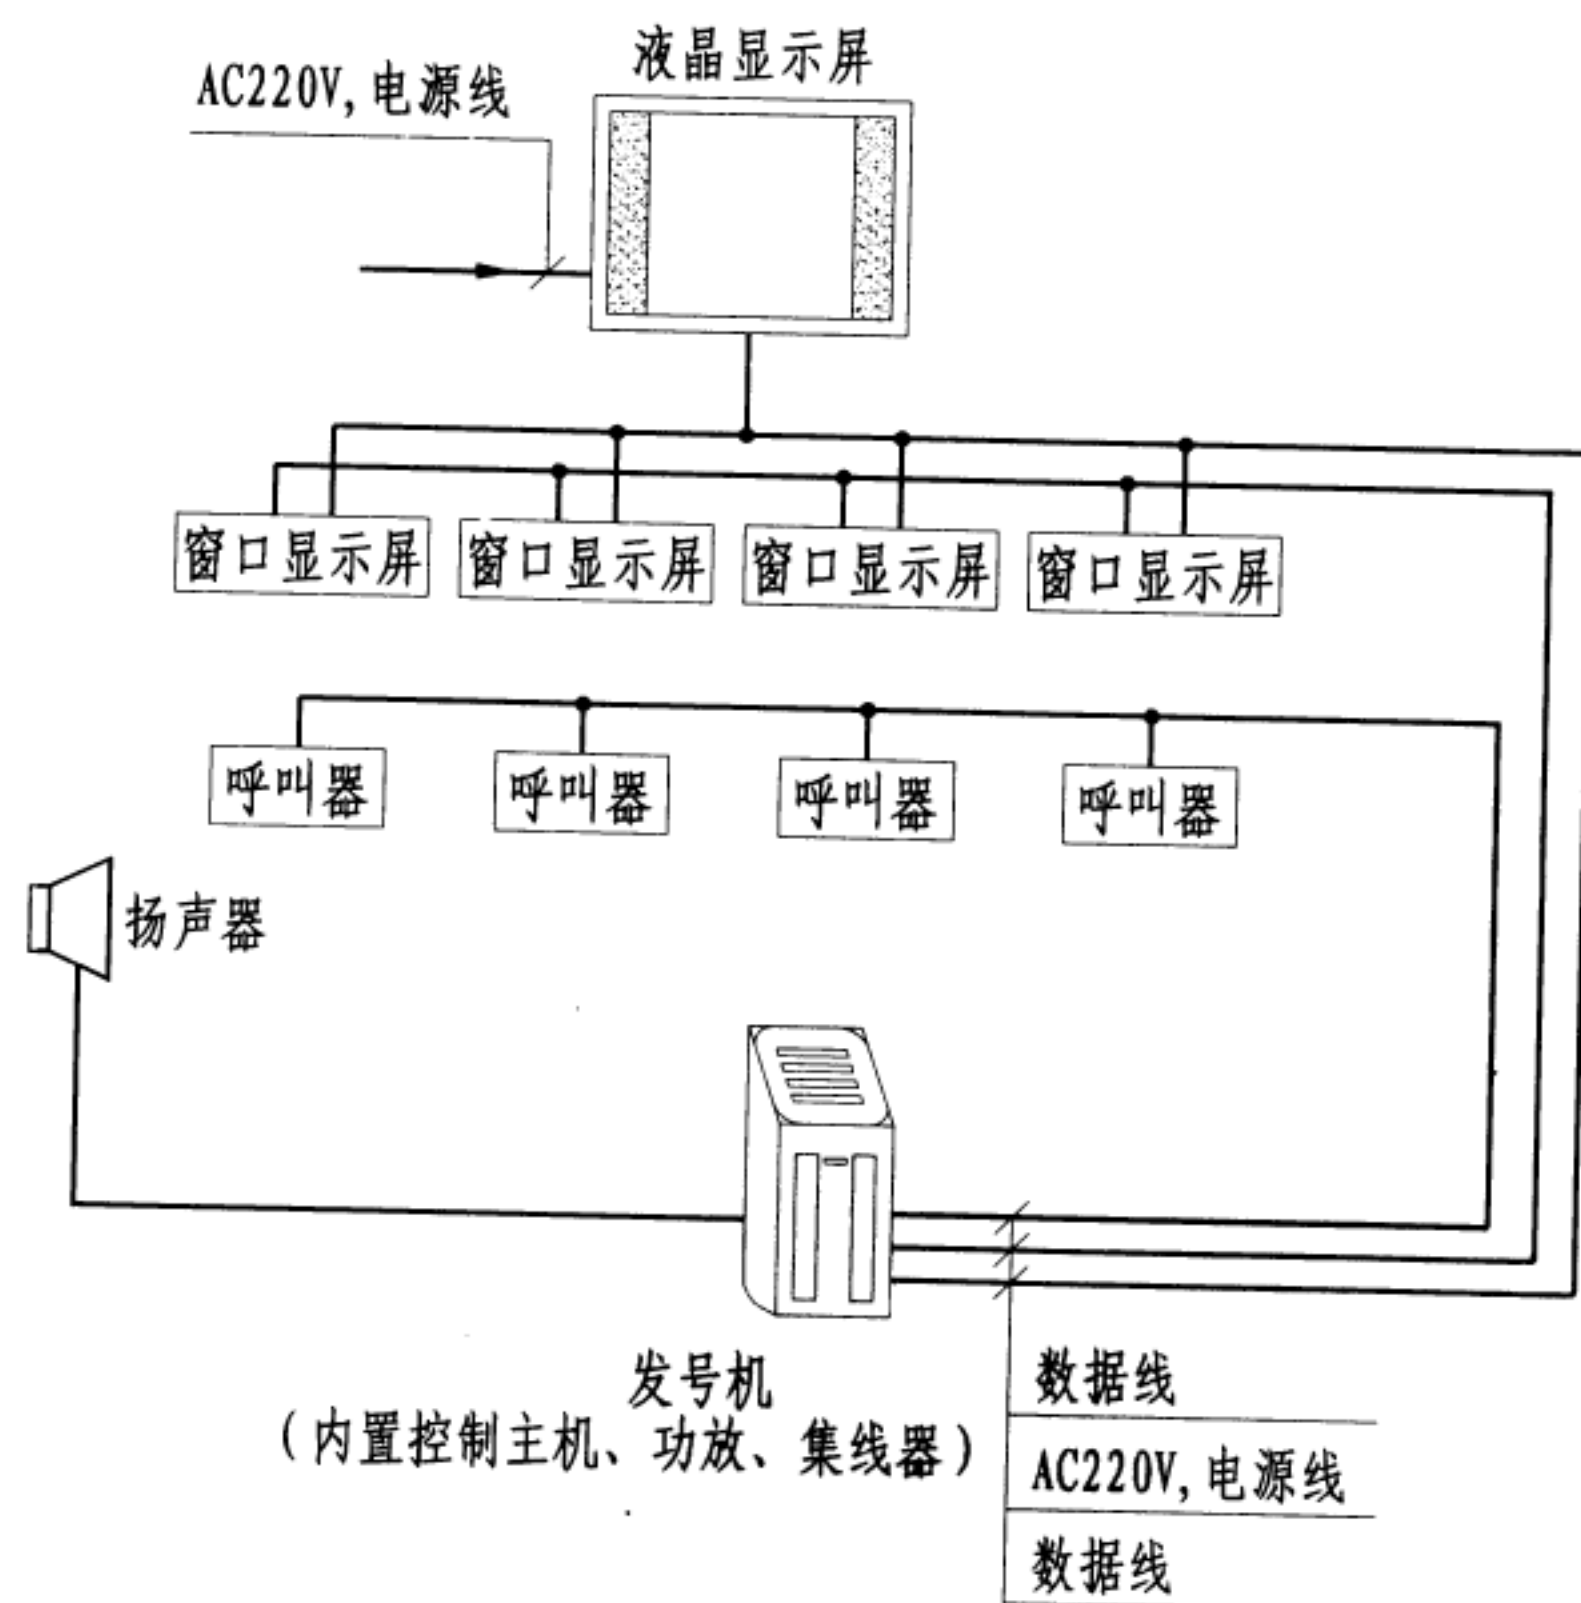 液晶显示屏
AC220V,电源线
窗口显示屏
窗口显示屏
窗口显示屏
窗口显示屏
呼叫器
呼叫器
呼叫器
呼叫器
扬声器
发号机
(内置控制主机、功放、集线器)
数据线
AC220V,电源线
数据线